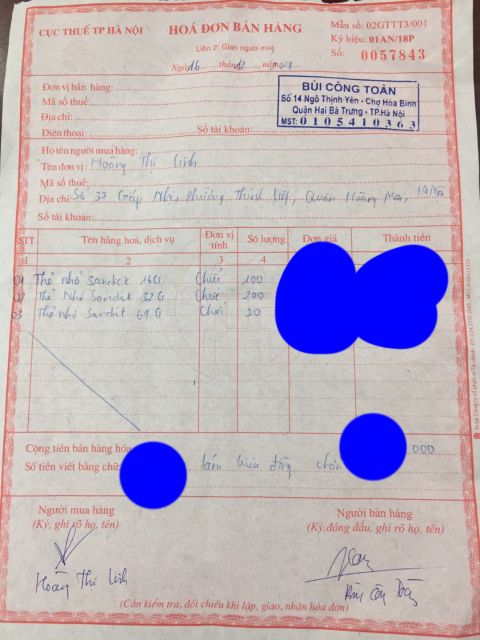 CỤC THUẾ TP HÀ NỘI
HOÁ ĐƠN BÁN HÀNG
Liên 2: Giao người mua
Ngày 16 tháng 12 năm 2018
Mẫu số: 02GTTT3/001
Ký hiệu: 01AN/18P
Số: 0057843
Đơn vị bán hàng:
Mã số thuế:
Địa chỉ:
Điện thoại: Số tài khoản:
BÙI CÔNG TOẢN
Số 14 Ngõ Thịnh Yên - Chợ Hòa Bình
Quận Hai Bà Trưng - TP.Hà Nội
MST: 0105410363
Họ tên người mua hàng:
Tên đơn vị: Hoàng Thị Linh
Mã số thuế:
Địa chỉ: Số 37 Giáp Nhị, Phường Thịnh Liệt, Quận Hoàng Mai, Hà Nội
Số tài khoản:
STT Tên hàng hoá, dịch vụ Đơn vị tính Số lượng Đơn giá Thành tiền
1 2 3 4
01 Thẻ nhớ Sandick 16G Chiếc 100
02 Thẻ Nhớ Sandick 32G Chiếc 200
03 Thẻ nhớ Sandick 64G Chiếc 30
Cộng tiền bán hàng hóa 000
Số tiền viết bằng chữ: tám triệu đồng chẵn
Người mua hàng
(Ký, ghi rõ họ, tên)
Người bán hàng
(Ký,đóng dấu, ghi rõ họ, tên)
Hoàng Thị Linh
Bùi Công Toản
(Cần kiểm tra, đối chiếu khi lập, giao, nhận hóa đơn)